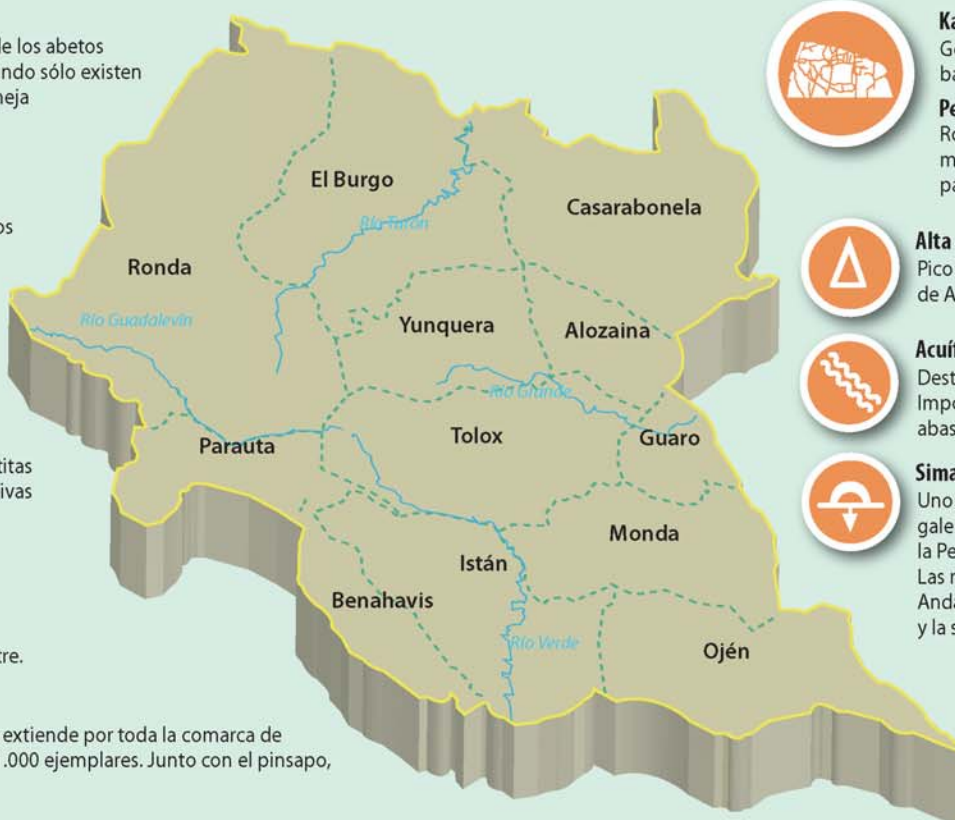 de los abetos
ndo sólo existen
neja
os
titas
ivas
tre.
extiende por toda la comarca de
.000 ejemplares. Junto con el pinsapo,
El Burgo
Río Turón
Casarabonela
Ronda
Río Guadalevín
Yunquera
Alozaina
Río Grande
Parauta
Tolox
Guaro
Monda
Istán
Benahavis
Río Verde
Ojén
Ka
Ge
ba
Pe
Ro
m
pa
Alta
Pico
de A
Acuíf
Dest
Impo
abas
Sima
Uno
gale
la Pe
Las r
Anda
y la s